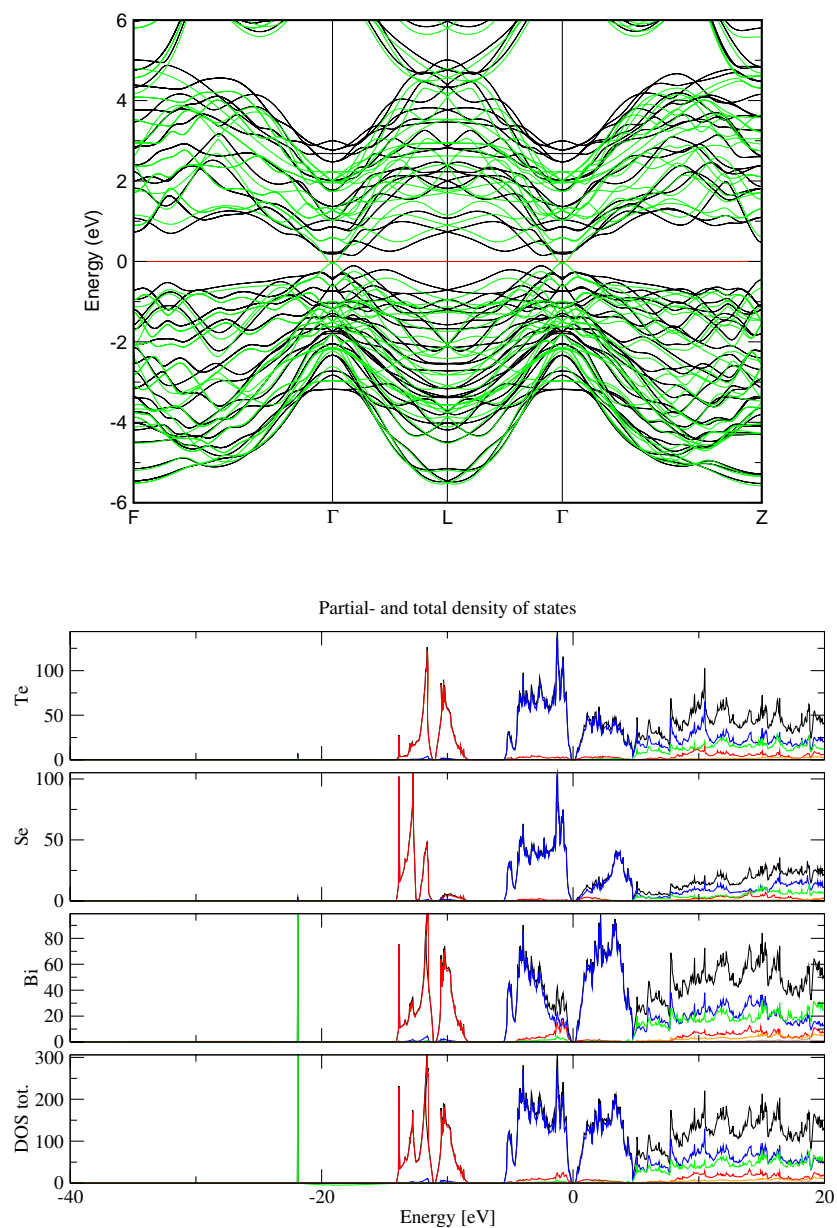 6
4
2
0
-2
-4
-6
Energy (eV)
F Γ L Γ Z
Partial- and total density of states
100
50
0
Te
100
50
0
Se
80
60
40
20
0
Bi
300
200
100
0
DOS tot.
-40 -20 0 20
Energy [eV]